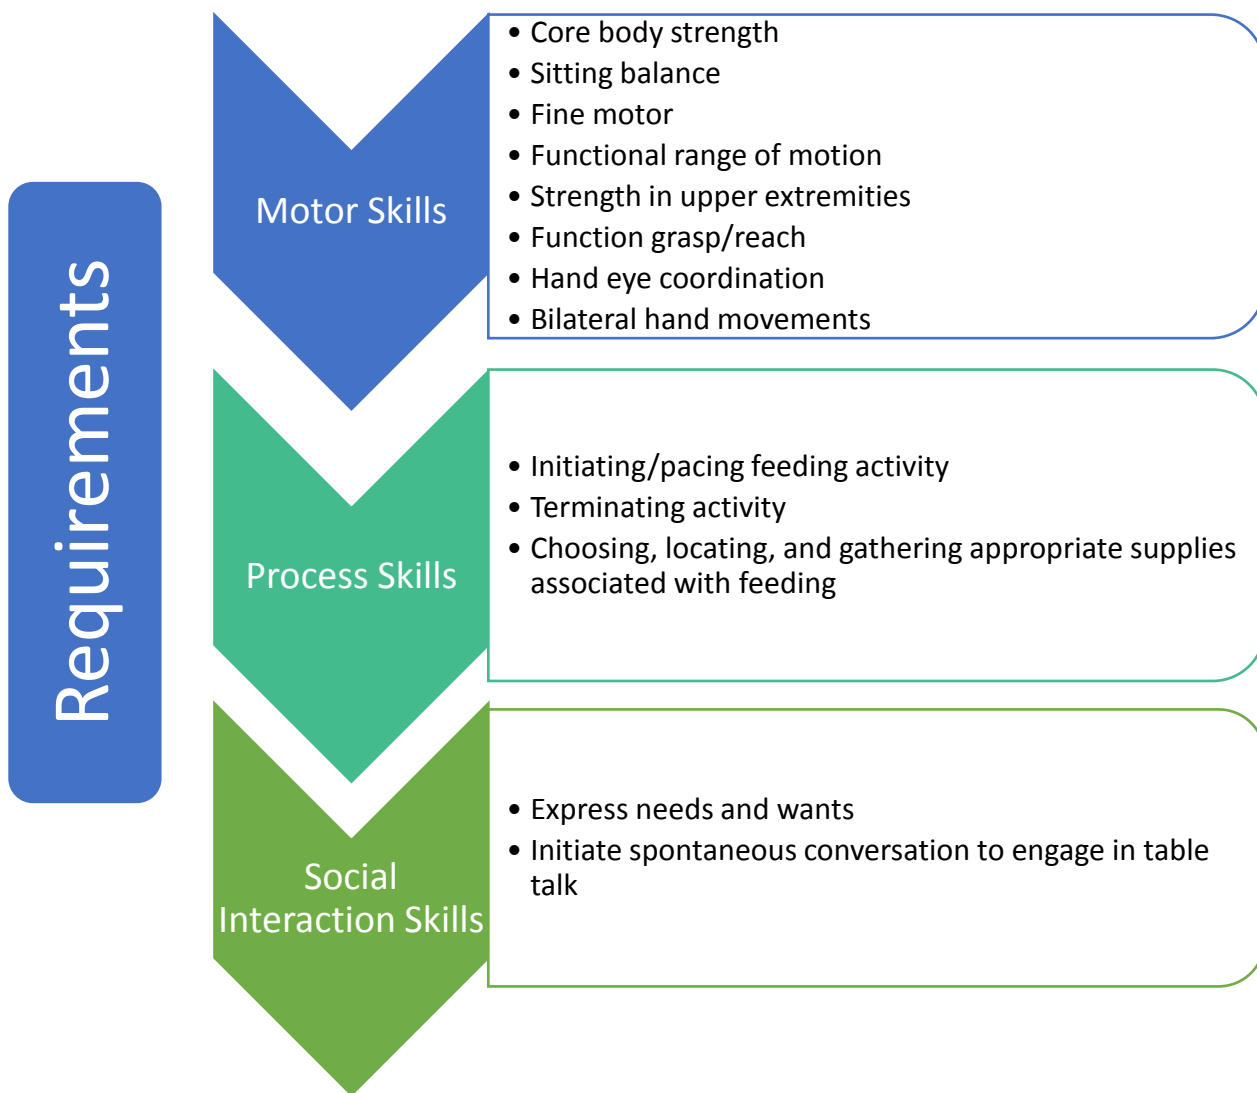 Requirements
Motor Skills
• Core body strength
• Sitting balance
• Fine motor
• Functional range of motion
• Strength in upper extremities
• Function grasp/reach
• Hand eye coordination
• Bilateral hand movements
Process Skills
• Initiating/pacing feeding activity
• Terminating activity
• Choosing, locating, and gathering appropriate supplies
associated with feeding
Social
Interaction Skills
• Express needs and wants
• Initiate spontaneous conversation to engage in table
talk